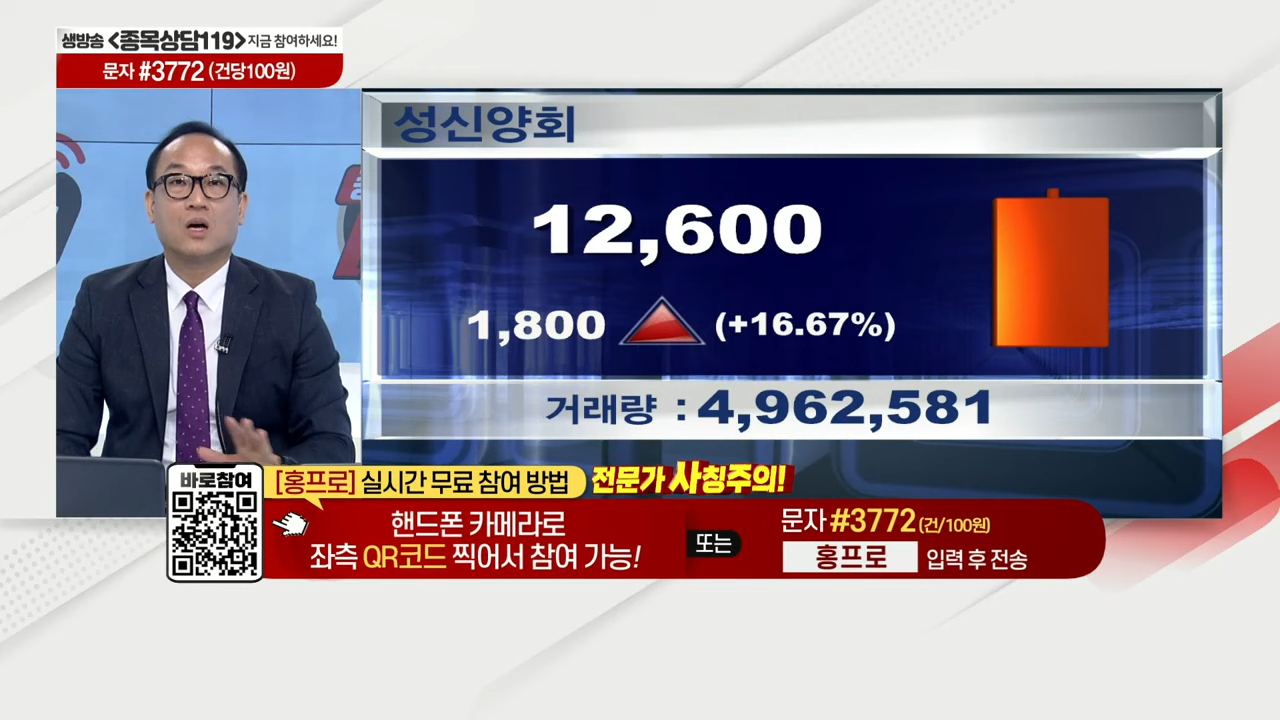 생방송 <종목상담119> 지금 참여하세요!
문자 #3772 (건당100원)
성신양회
12,600
1,800 (+16.67%)
거래량 : 4,962,581
바로참여
[홍프로] 실시간 무료 참여 방법 전문가 사칭주의!
핸드폰 카메라로
좌측 QR코드 찍어서 참여 가능!
또는
문자 #3772 (건/100원)
홍프로 입력 후 전송